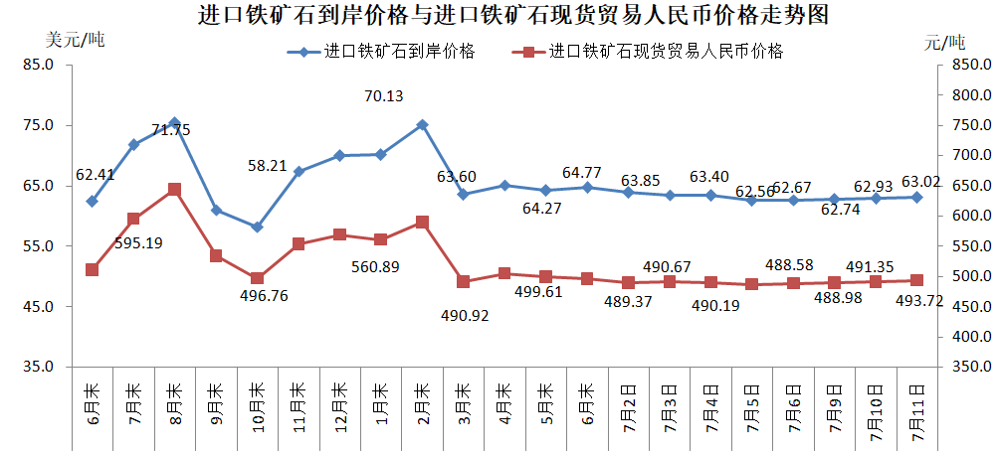 进口铁矿石到岸价格与进口铁矿石现货贸易人民币价格走势图
美元/吨
元/吨
进口铁矿石到岸价格
进口铁矿石现货贸易人民币价格
85.0
75.0
65.0
55.0
45.0
35.0
850.0
800.0
750.0
700.0
650.0
600.0
550.0
500.0
450.0
400.0
350.0
62.41
71.75
58.21
70.13
63.60
64.27
64.77
63.85
63.40
62.56
62.67
62.74
62.93
63.02
595.19
496.76
560.89
490.92
499.61
489.37
490.67
490.19
488.58
488.98
491.35
493.72
6月末
7月末
8月末
9月末
10月末
11月末
12月末
1月末
2月末
3月末
4月末
5月末
6月末
7月2日
7月3日
7月4日
7月5日
7月6日
7月9日
7月10日
7月11日